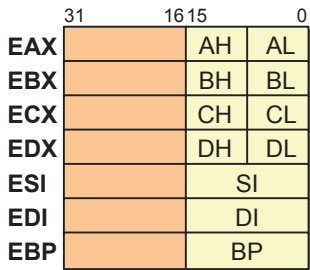 31 16 15 0
EAX AH AL
EBX BH BL
ECX CH CL
EDX DH DL
ESI SI
EDI DI
EBP BP